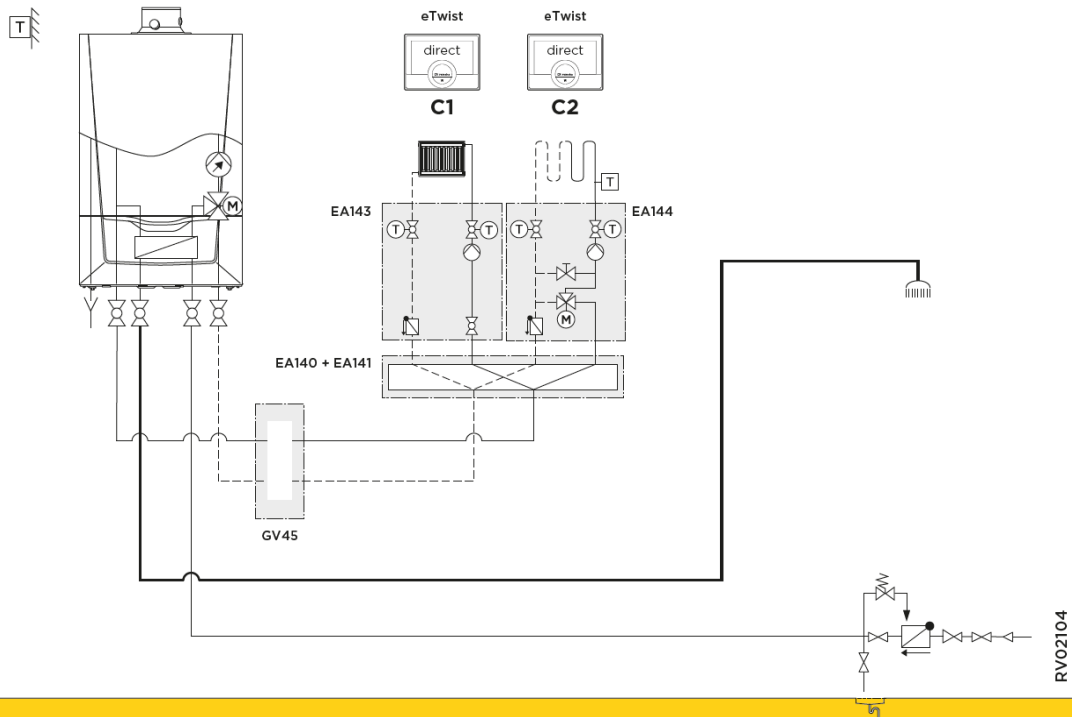 eTwist
eTwist
T
direct
direct
C1
C2
M
T
EA143
EA144
T
T
T
T
M
EA140 + EA141
GV45
RV02104